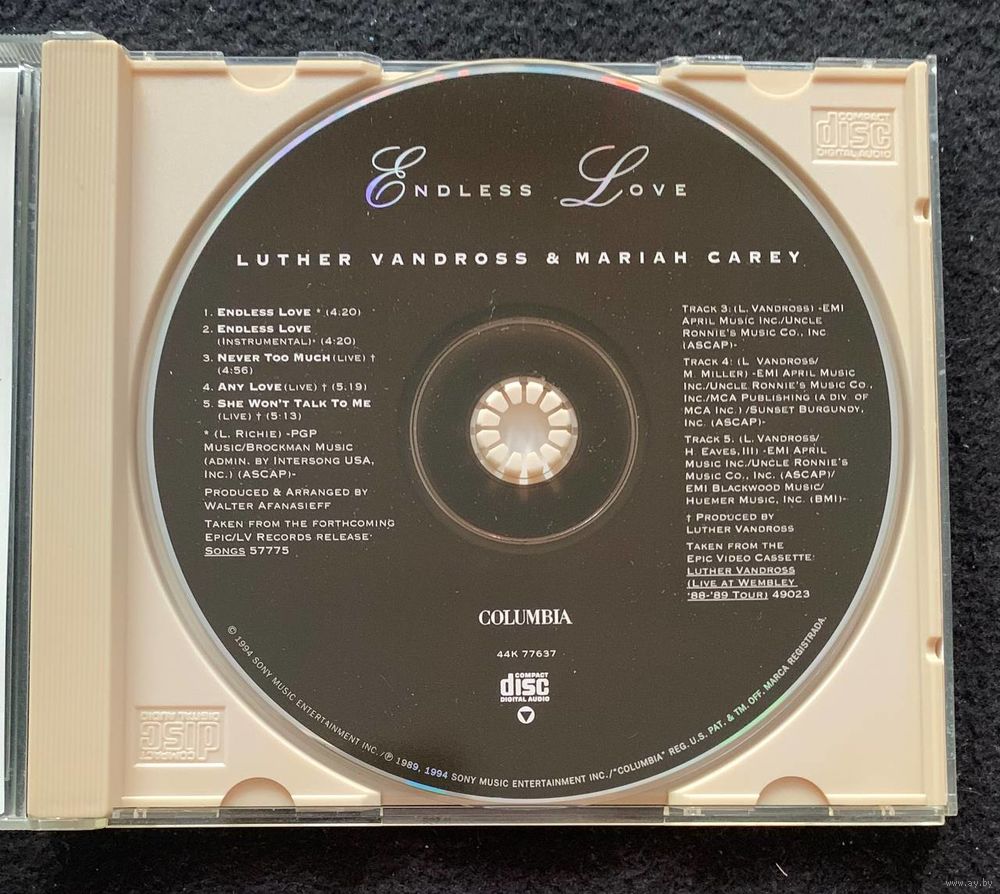 COMPACT
disc
DIGITAL AUDIO
ENDLESS LOVE
LUTHER VANDROSS & MARIAH CAREY
1. ENDLESS LOVE * (4:20)
2. ENDLESS LOVE
(INSTRUMENTAL)* (4:20)
3. NEVER TOO MUCH (LIVE) †
(4:56)
4. ANY LOVE (LIVE) † (5.19)
5. SHE WON'T TALK TO ME
(LIVE) † (5:13)
* (L. RICHIE) -PGP
MUSIC/BROCKMAN MUSIC
(ADMIN. BY INTERSONG USA,
INC.) (ASCAP)-
PRODUCED & ARRANGED BY
WALTER AFANASIEFF
TAKEN FROM THE FORTHCOMING
EPIC/LV RECORDS RELEASE:
SONGS 57775
TRACK 3: (L. VANDROSS) -EMI
APRIL MUSIC INC./UNCLE
RONNIE'S MUSIC CO., INC
(ASCAP)-
TRACK 4: (L. VANDROSS/
M. MILLER) -EMI APRIL MUSIC
INC./UNCLE RONNIE'S MUSIC CO.,
INC./MCA PUBLISHING (A DIV. OF
MCA INC.) /SUNSET BURGUNDY,
INC. (ASCAP)-
TRACK 5. (L. VANDROSS/
H. EAVES, III) -EMI APRIL
MUSIC INC./UNCLE RONNIE'S
MUSIC CO., INC. (ASCAP)/
EMI BLACKWOOD MUSIC/
HUEMER MUSIC, INC. (BMI)-
† PRODUCED BY
LUTHER VANDROSS
TAKEN FROM THE
EPIC VIDEO CASSETTE:
LUTHER VANDROSS
(LIVE AT WEMBLEY
'88-'89 TOUR) 49023
COLUMBIA
44K 77637
COMPACT
disc
DIGITAL AUDIO
© 1994 SONY MUSIC ENTERTAINMENT INC./℗ 1989, 1994 SONY MUSIC ENTERTAINMENT INC./"COLUMBIA" REG. U.S. PAT. & TM. OFF. MARCA REGISTRADA.
COMPACT
disc
DIGITAL AUDIO
www.ay.by